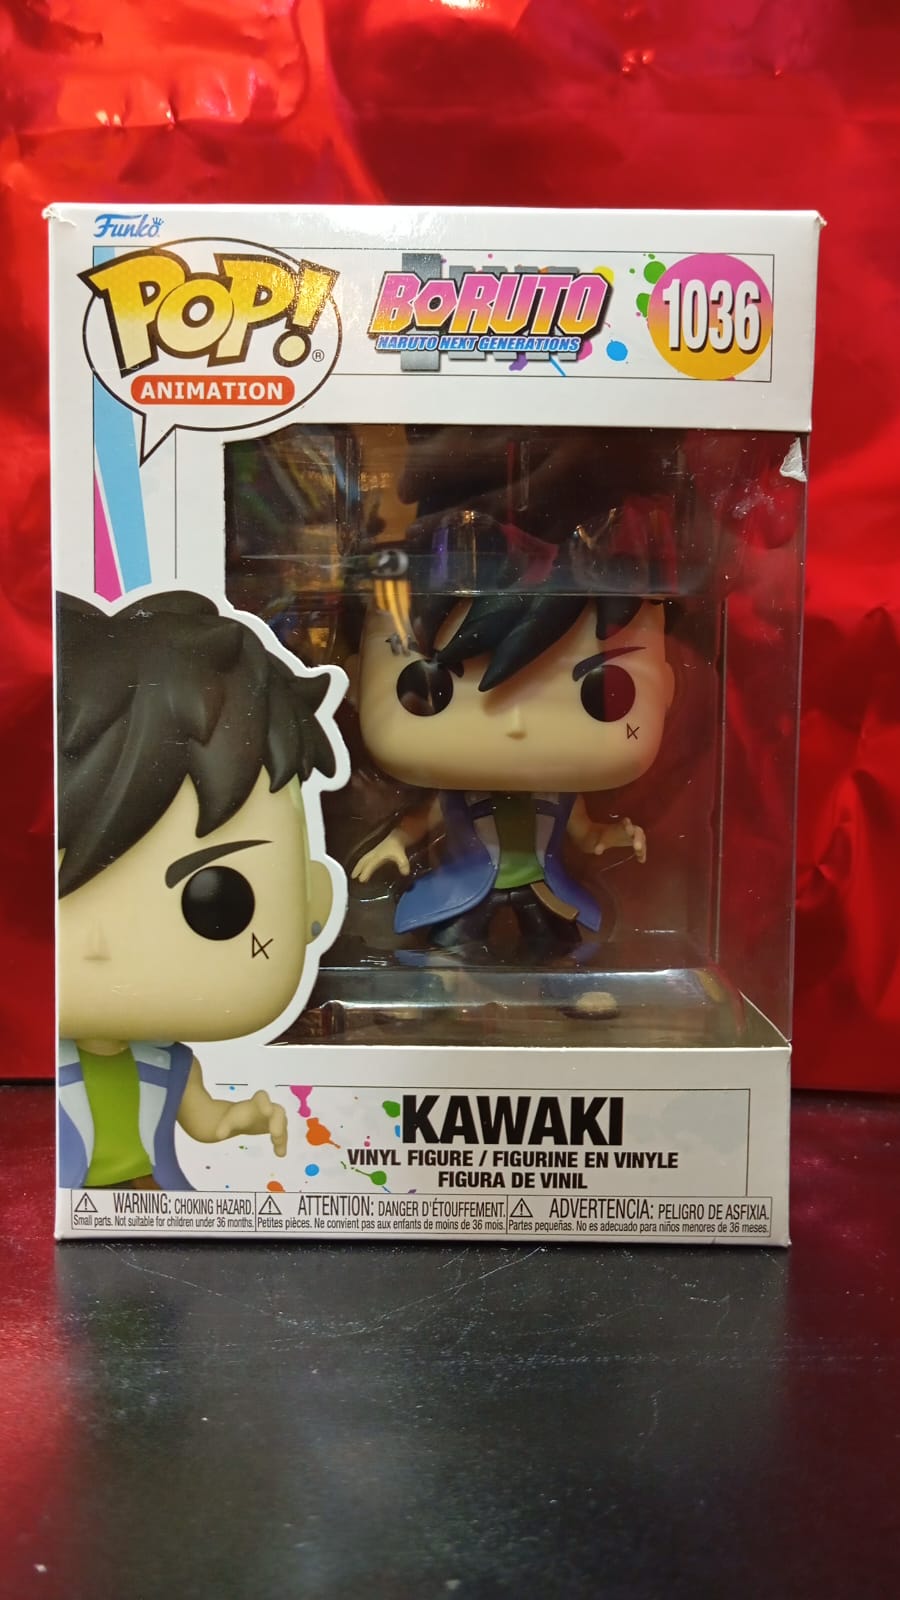 Funko
POP!®
ANIMATION
BORUTO
NARUTO NEXT GENERATIONS
1036
KAWAKI
VINYL FIGURE / FIGURINE EN VINYLE
FIGURA DE VINIL
WARNING: CHOKING HAZARD.
Small parts. Not suitable for children under 36 months.
ATTENTION: DANGER D'ÉTOUFFEMENT.
Petites pièces. Ne convient pas aux enfants de moins de 36 mois.
ADVERTENCIA: PELIGRO DE ASFIXIA.
Partes pequeñas. No es adecuado para niños menores de 36 meses.